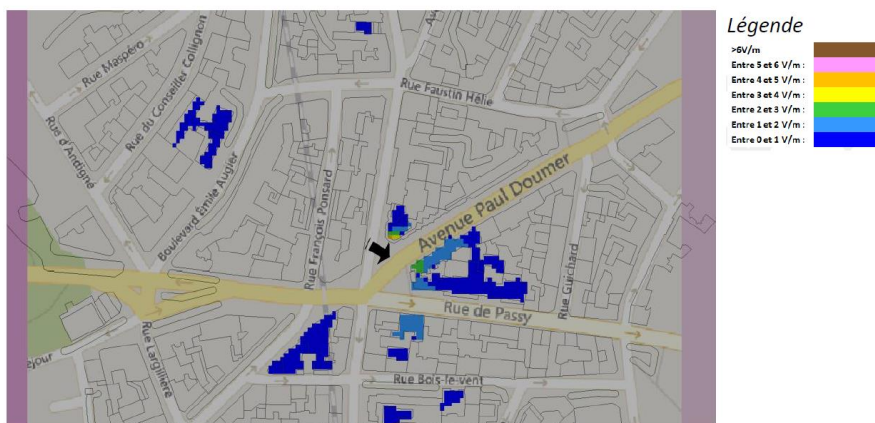 Légende
>6V/m
Entre 5 et 6 V/m :
Entre 4 et 5 V/m :
Entre 3 et 4 V/m :
Entre 2 et 3 V/m :
Entre 1 et 2 V/m :
Entre 0 et 1 V/m :
Rue Maspéro
Rue du Conseiller Collignon
Ave
Rue Faustin Hélie
Rue d'Andigné
Boulevard Émile Augier
Rue François Ponsard
Avenue Paul Doumer
Rue Guichard
Rue de Passy
Rue Largillière
éjour
Rue Bois-le-vent